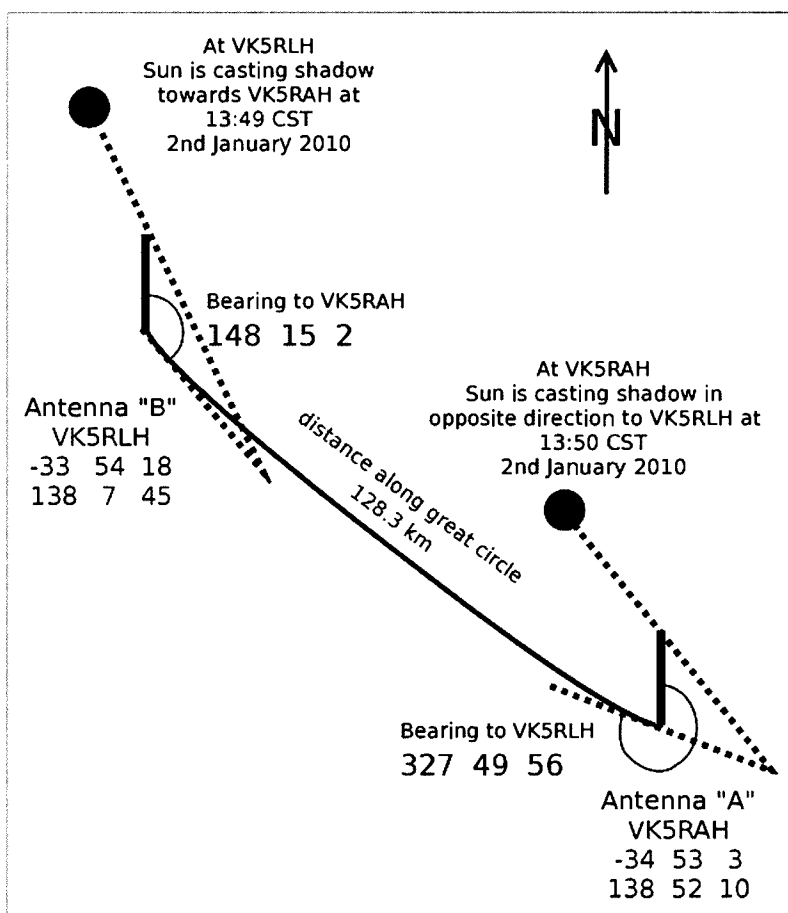 At VK5RLH
Sun is casting shadow
towards VK5RAH at
13:49 CST
2nd January 2010
N
Bearing to VK5RAH
148 15 2
Antenna "B"
VK5RLH
-33 54 18
138 7 45
distance along great circle
128.3 km
At VK5RAH
Sun is casting shadow in
opposite direction to VK5RLH at
13:50 CST
2nd January 2010
Bearing to VK5RLH
327 49 56
Antenna "A"
VK5RAH
-34 53 3
138 52 10